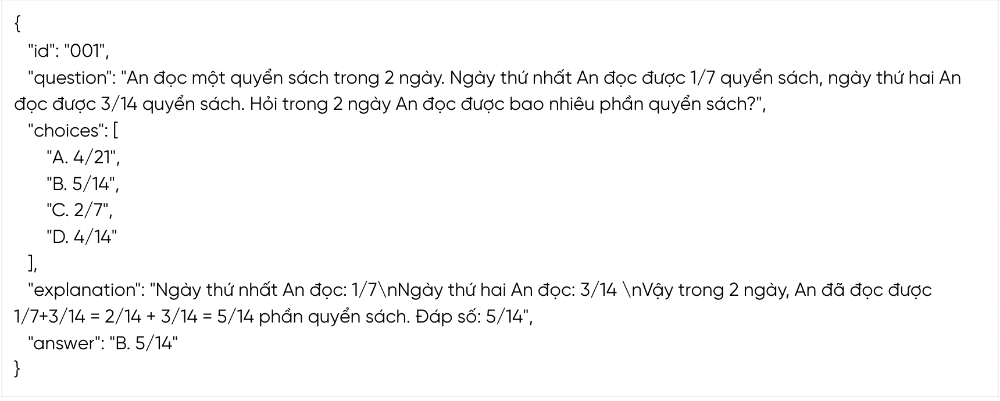 {
"id": "001",
"question": "An đọc một quyển sách trong 2 ngày. Ngày thứ nhất An đọc được 1/7 quyển sách, ngày thứ hai An
đọc được 3/14 quyển sách. Hỏi trong 2 ngày An đọc được bao nhiêu phần quyển sách?",
"choices": [
"A. 4/21",
"B. 5/14",
"C. 2/7",
"D. 4/14"
],
"explanation": "Ngày thứ nhất An đọc: 1/7\nNgày thứ hai An đọc: 3/14 \nVậy trong 2 ngày, An đã đọc được
1/7+3/14 = 2/14 + 3/14 = 5/14 phần quyển sách. Đáp số: 5/14",
"answer": "B. 5/14"
}